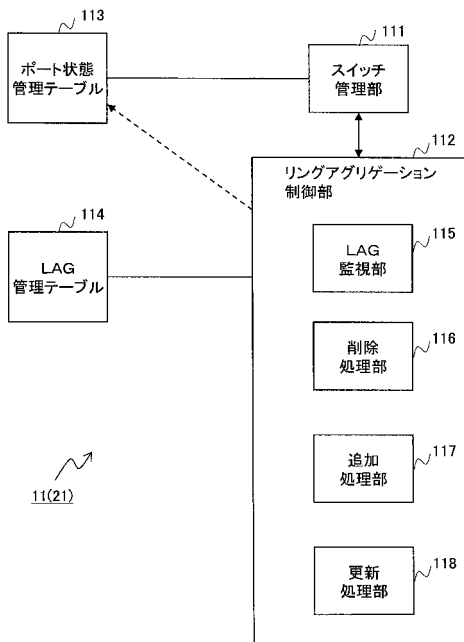 113
ポート状態
管理テーブル
111
スイッチ
管理部
112
リングアグリゲーション
制御部
114
LAG
管理テーブル
115
LAG
監視部
116
削除
処理部
117
追加
処理部
11(21)
118
更新
処理部